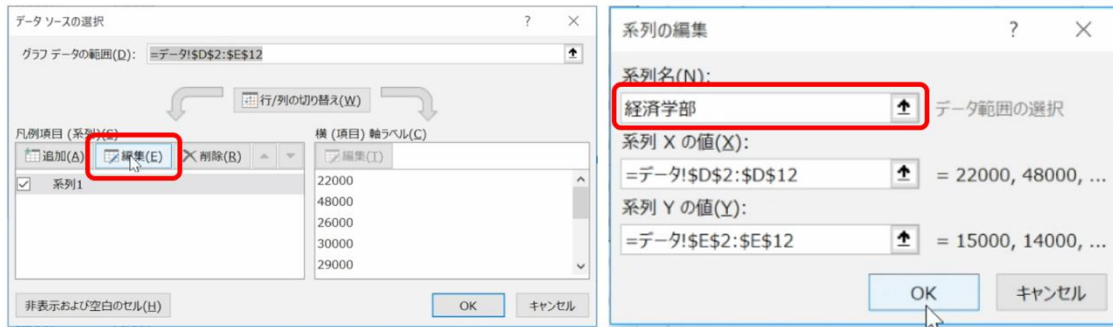 データ ソースの選択 ? ×
グラフ データの範囲(D): =データ!$D$2:$E$12
行/列の切り替え(W)
凡例項目 (系列)(S)
追加(A) 編集(E) 削除(R)
系列1
横 (項目) 軸ラベル(C)
編集(T)
22000
48000
26000
30000
29000
非表示および空白のセル(H) OK キャンセル
系列の編集 ? ×
系列名(N):
経済学部 データ範囲の選択
系列 X の値(X):
=データ!$D$2:$D$12 = 22000, 48000, ...
系列 Y の値(Y):
=データ!$E$2:$E$12 = 15000, 14000, ...
OK キャンセル